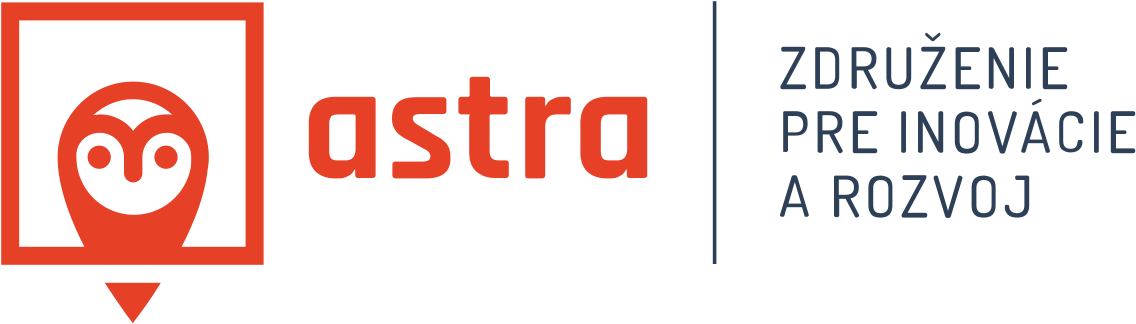 astra
ZDRUŽENIE
PRE INOVÁCIE
A ROZVOJ